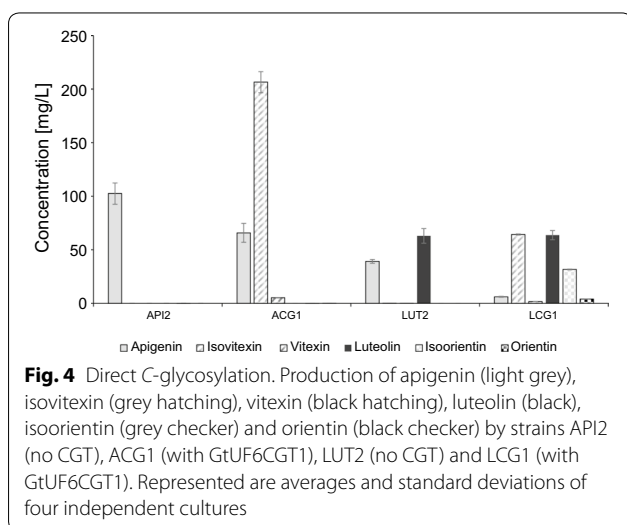 250
200
150
100
50
0
Concentration [mg/L]
API2 ACG1 LUT2 LCG1
Apigenin Isovitexin Vitexin Luteolin Isoorientin Orientin
Fig. 4 Direct C-glycosylation. Production of apigenin (light grey),
isovitexin (grey hatching), vitexin (black hatching), luteolin (black),
isoorientin (grey checker) and orientin (black checker) by strains API2
(no CGT), ACG1 (with GtUF6CGT1), LUT2 (no CGT) and LCG1 (with
GtUF6CGT1). Represented are averages and standard deviations of
four independent cultures